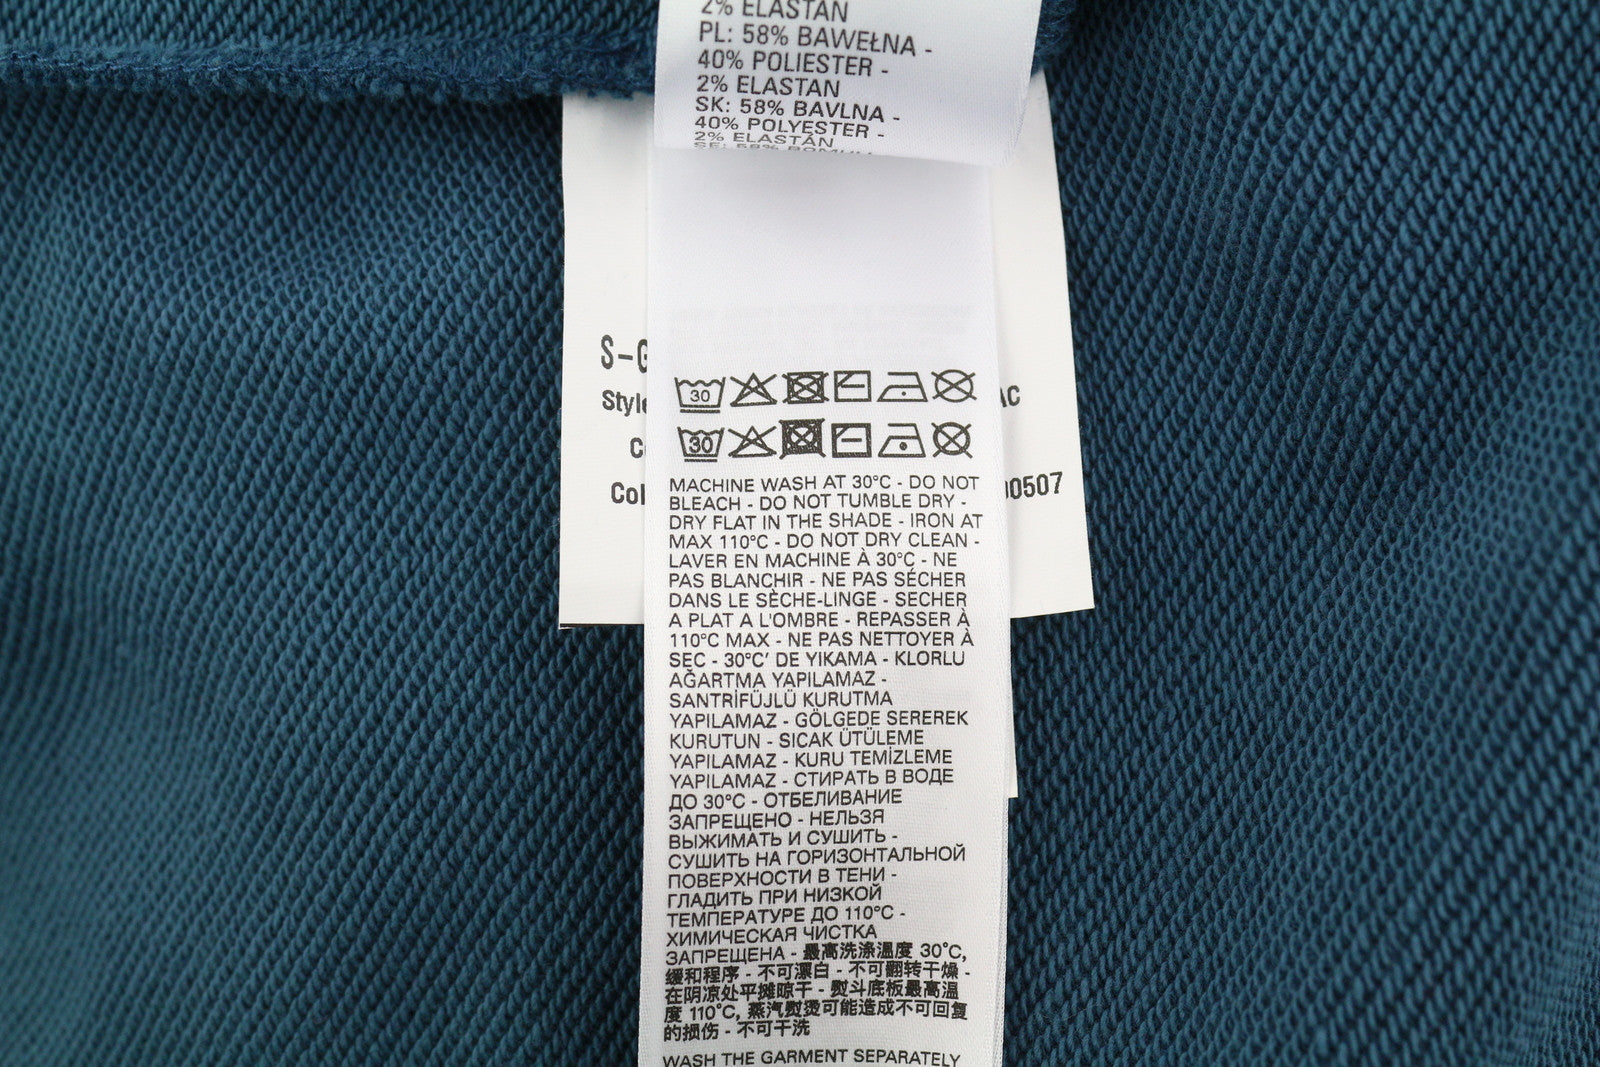 2% ELASTAN
PL: 58% BAWEŁNA -
40% POLIESTER -
2% ELASTAN
SK: 58% BAVLNA -
40% POLYESTER -
2% ELASTÁN
S-G
Style
AC
Col
00507
30
30
MACHINE WASH AT 30°C - DO NOT
BLEACH - DO NOT TUMBLE DRY -
DRY FLAT IN THE SHADE - IRON AT
MAX 110°C - DO NOT DRY CLEAN -
LAVER EN MACHINE À 30°C - NE
PAS BLANCHIR - NE PAS SÉCHER
DANS LE SÈCHE-LINGE - SECHER
A PLAT A L'OMBRE - REPASSER À
110°C MAX - NE PAS NETTOYER À
SEC - 30°C' DE YIKAMA - KLORLU
AĞARTMA YAPILAMAZ -
SANTRİFÜJLÜ KURUTMA
YAPILAMAZ - GÖLGEDE SEREREK
KURUTUN - SICAK ÜTÜLEME
YAPILAMAZ - KURU TEMİZLEME
YAPILAMAZ - СТИРАТЬ В ВОДЕ
ДО 30°C - ОТБЕЛИВАНИЕ
ЗАПРЕЩЕНО - НЕЛЬЗЯ
ВЫЖИМАТЬ И СУШИТЬ -
СУШИТЬ НА ГОРИЗОНТАЛЬНОЙ
ПОВЕРХНОСТИ В ТЕНИ -
ГЛАДИТЬ ПРИ НИЗКОЙ
ТЕМПЕРАТУРЕ ДО 110°C -
ХИМИЧЕСКАЯ ЧИСТКА
ЗАПРЕЩЕНА - 最高洗涤温度 30°C,
缓和程序 - 不可漂白 - 不可翻转干燥 -
在阴凉处平摊晾干 - 熨斗底板最高温
度 110°C, 蒸汽熨烫可能造成不可回复
的损伤 - 不可干洗
WASH THE GARMENT SEPARATELY